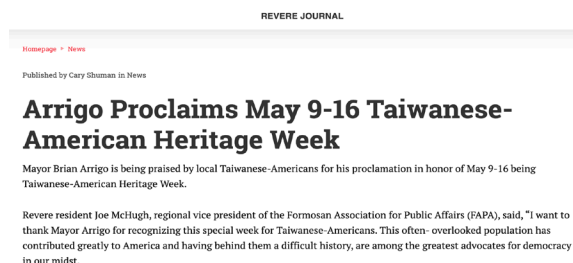 REVERE JOURNAL
Homepage + News
Published by Cary Shuman in News
Arrigo Proclaims May 9-16 Taiwanese-
American Heritage Week
Mayor Brian Arrigo is being praised by local Taiwanese-Americans for his proclamation in honor of May 9-16 being
Taiwanese-American Heritage Week.
Revere resident Joe McHugh, regional vice president of the Formosan Association for Public Affairs (FAPA), said, “I want to
thank Mayor Arrigo for recognizing this special week for Taiwanese-Americans. This often- overlooked population has
contributed greatly to America and having behind them a difficult history, are among the greatest advocates for democracy
in our midst.